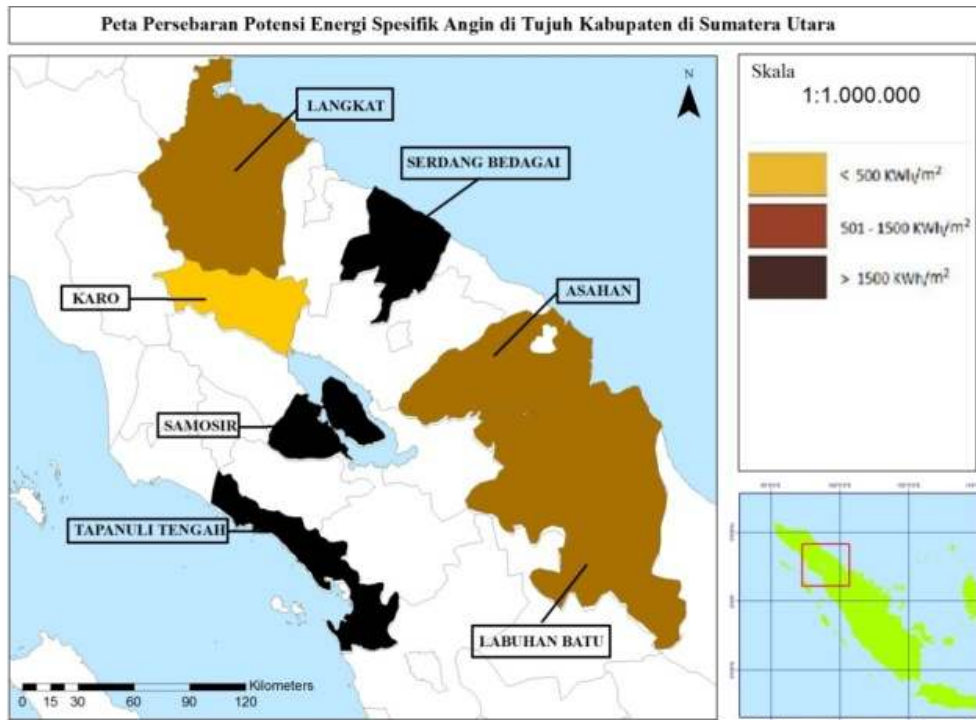 Peta Persebaran Potensi Energi Spesifik Angin di Tujuh Kabupaten di Sumatera Utara
LANGKAT
N
SERDANG BEDAGAI
KARO
ASAHAN
SAMOSIR
TAPANULI TENGAH
LABUHAN BATU
Kilometers
0 15 30 60 90 120
Skala
1:1.000.000
< 500 KWh/m²
501 - 1500 KWh/m²
> 1500 KWh/m²